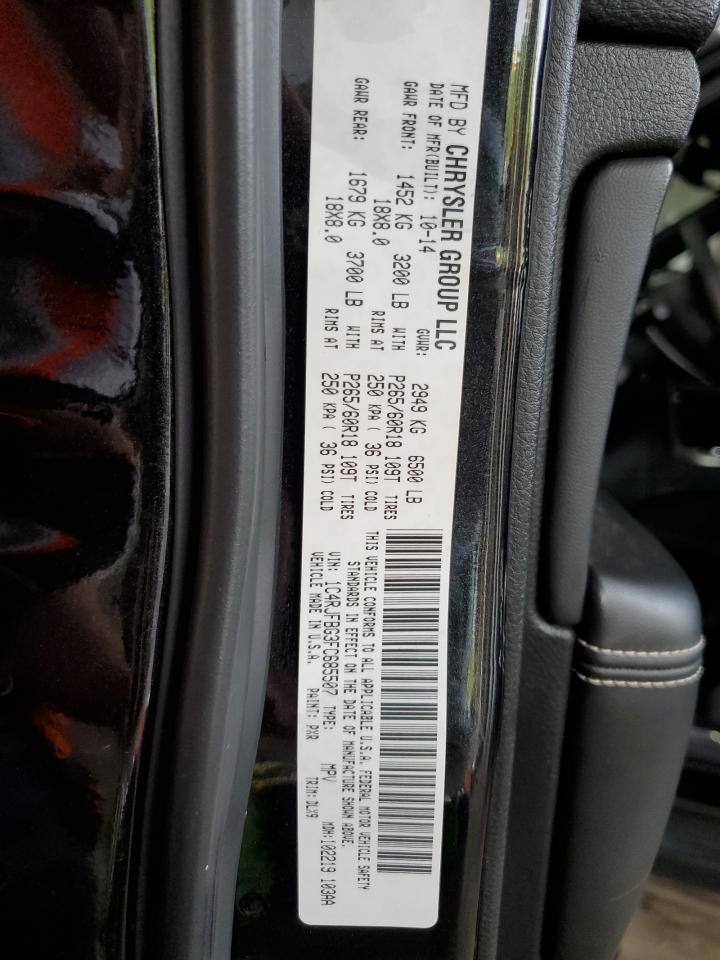 MFD BY CHRYSLER GROUP LLC
DATE OF MFR(BUILT): 10-14 GVWR: 2949 KG 6500 LB
GAWR FRONT: 1452 KG 3200 LB WITH P265/60R18 109T TIRES
18X8.0 RIMS AT 250 KPA ( 36 PSI) COLD
GAWR REAR: 1679 KG 3700 LB WITH P265/60R18 109T TIRES
18X8.0 RIMS AT 250 KPA ( 36 PSI) COLD
THIS VEHICLE CONFORMS TO ALL APPLICABLE U.S.A. FEDERAL MOTOR VEHICLE SAFETY
STANDARDS IN EFFECT ON THE DATE OF MANUFACTURE SHOWN ABOVE.
VIN: 1C4RJFBG3FC685507 TYPE: MPV MDH:102219 103AA
VEHICLE MADE IN U.S.A. PAINT: PXR TRIM: DLX9